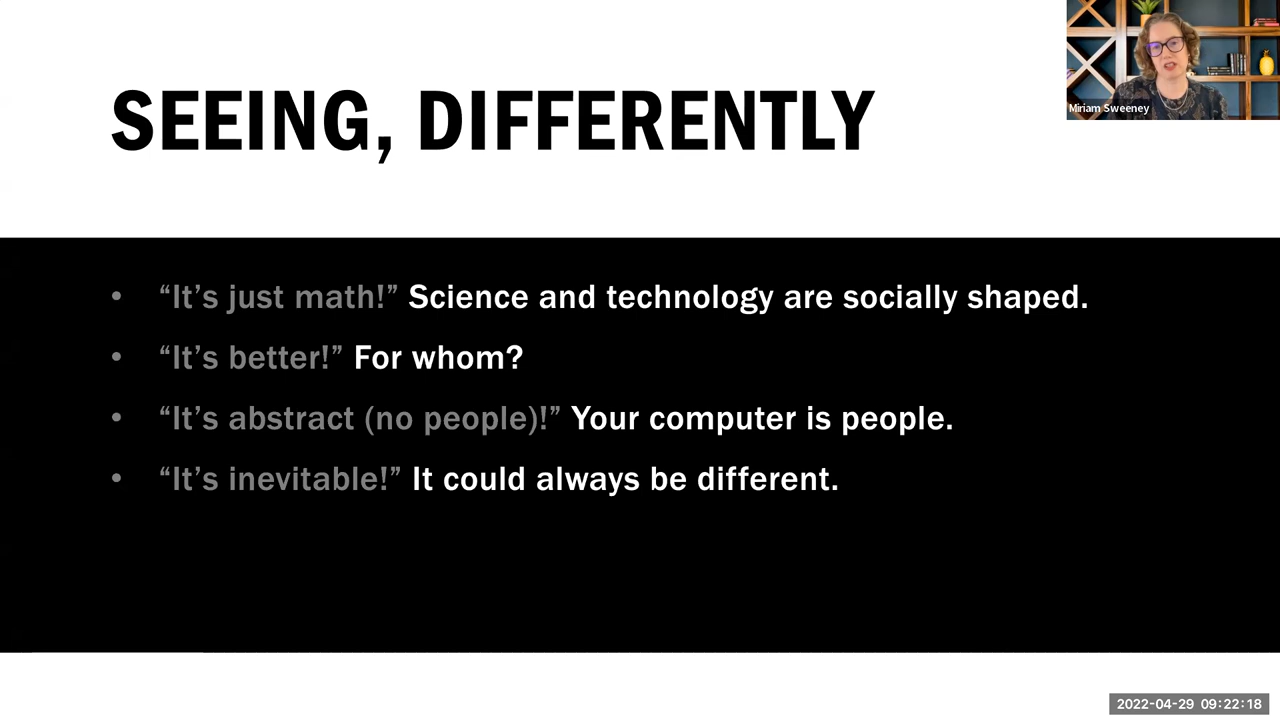 Miriam Sweeney
SEEING, DIFFERENTLY
• “It’s just math!” Science and technology are socially shaped.
• “It’s better!” For whom?
• “It’s abstract (no people)!” Your computer is people.
• “It’s inevitable!” It could always be different.
2022-04-29 09:22:18